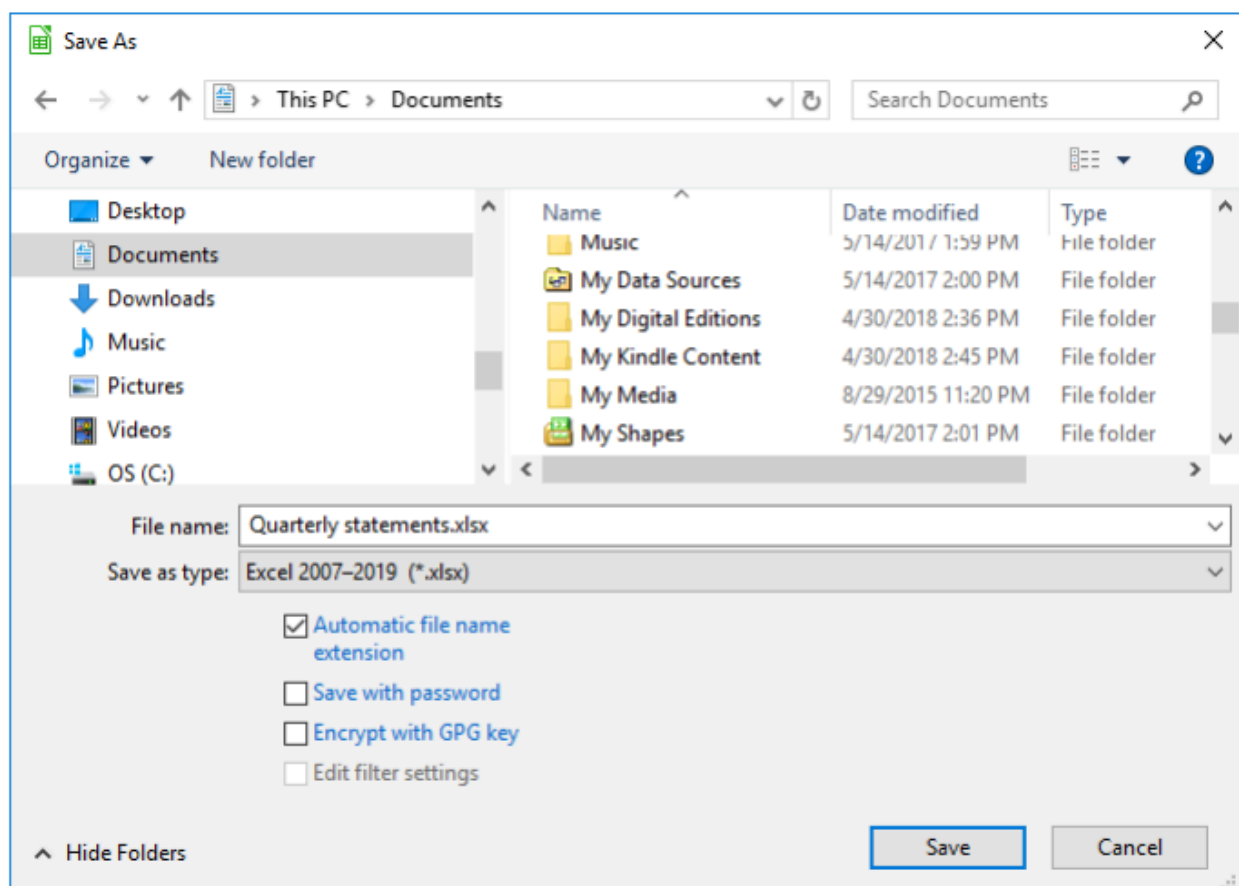 Save As
This PC > Documents
Search Documents
Organize
New folder
?
Desktop
Documents
Downloads
Music
Pictures
Videos
OS (C:)
Name Date modified Type
Music 5/14/2017 1:59 PM File folder
My Data Sources 5/14/2017 2:00 PM File folder
My Digital Editions 4/30/2018 2:36 PM File folder
My Kindle Content 4/30/2018 2:45 PM File folder
My Media 8/29/2015 11:20 PM File folder
My Shapes 5/14/2017 2:01 PM File folder
File name: Quarterly statements.xlsx
Save as type: Excel 2007–2019 (*.xlsx)
Automatic file name
extension
Save with password
Encrypt with GPG key
Edit filter settings
Hide Folders
Save
Cancel